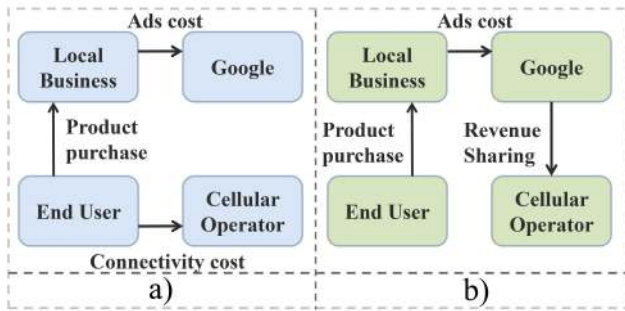 Ads cost
Local
Business
Google
Product
purchase
End User
Cellular
Operator
Connectivity cost
a)
Ads cost
Local
Business
Google
Product
purchase
Revenue
Sharing
End User
Cellular
Operator
b)